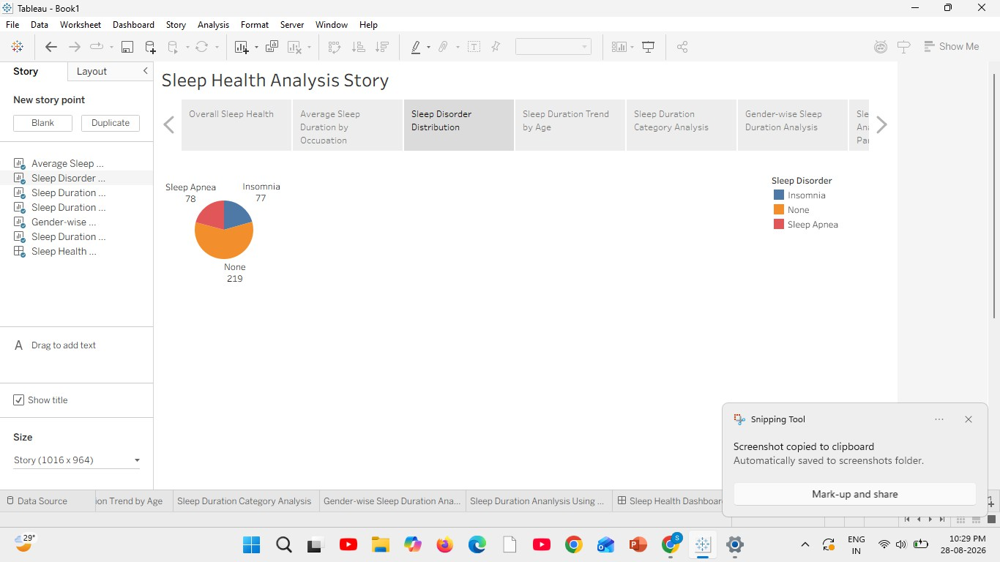 Tableau - Book1
File Data Worksheet Dashboard Story Analysis Format Server Window Help
Show Me
Story Layout
New story point
Blank Duplicate
Average Sleep ...
Sleep Disorder ...
Sleep Duration ...
Sleep Duration ...
Gender-wise ...
Sleep Duration ...
Sleep Health ...
A Drag to add text
Show title
Size
Story (1016 x 964)
Sleep Health Analysis Story
Overall Sleep Health
Average Sleep
Duration by
Occupation
Sleep Disorder
Distribution
Sleep Duration Trend
by Age
Sleep Duration
Category Analysis
Gender-wise Sleep
Duration Analysis
Sle
Ana
Par
Sleep Apnea
78
Insomnia
77
None
219
Sleep Disorder
Insomnia
None
Sleep Apnea
Snipping Tool
Screenshot copied to clipboard
Automatically saved to screenshots folder.
Mark-up and share
Data Source ion Trend by Age Sleep Duration Category Analysis Gender-wise Sleep Duration Ana... Sleep Duration Ananlysis Using ... Sleep Health Dashboar
29°
S
ENG
IN
10:29 PM
28-08-2026